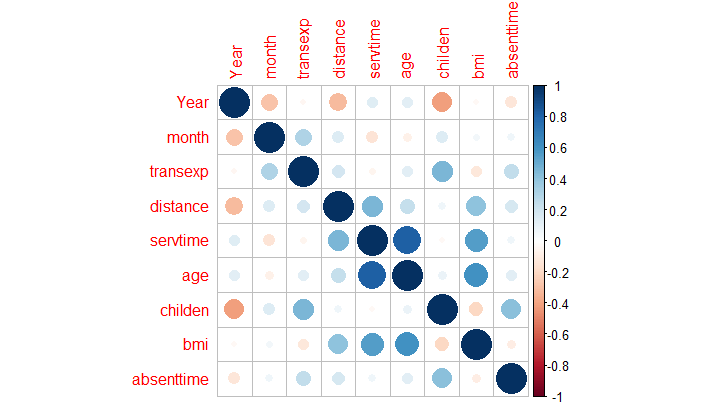 Year
month
transexp
distance
servtime
age
childen
bmi
absenttime
Year
month
transexp
distance
servtime
age
childen
bmi
absenttime
1
0.8
0.6
0.4
0.2
0
-0.2
-0.4
-0.6
-0.8
-1